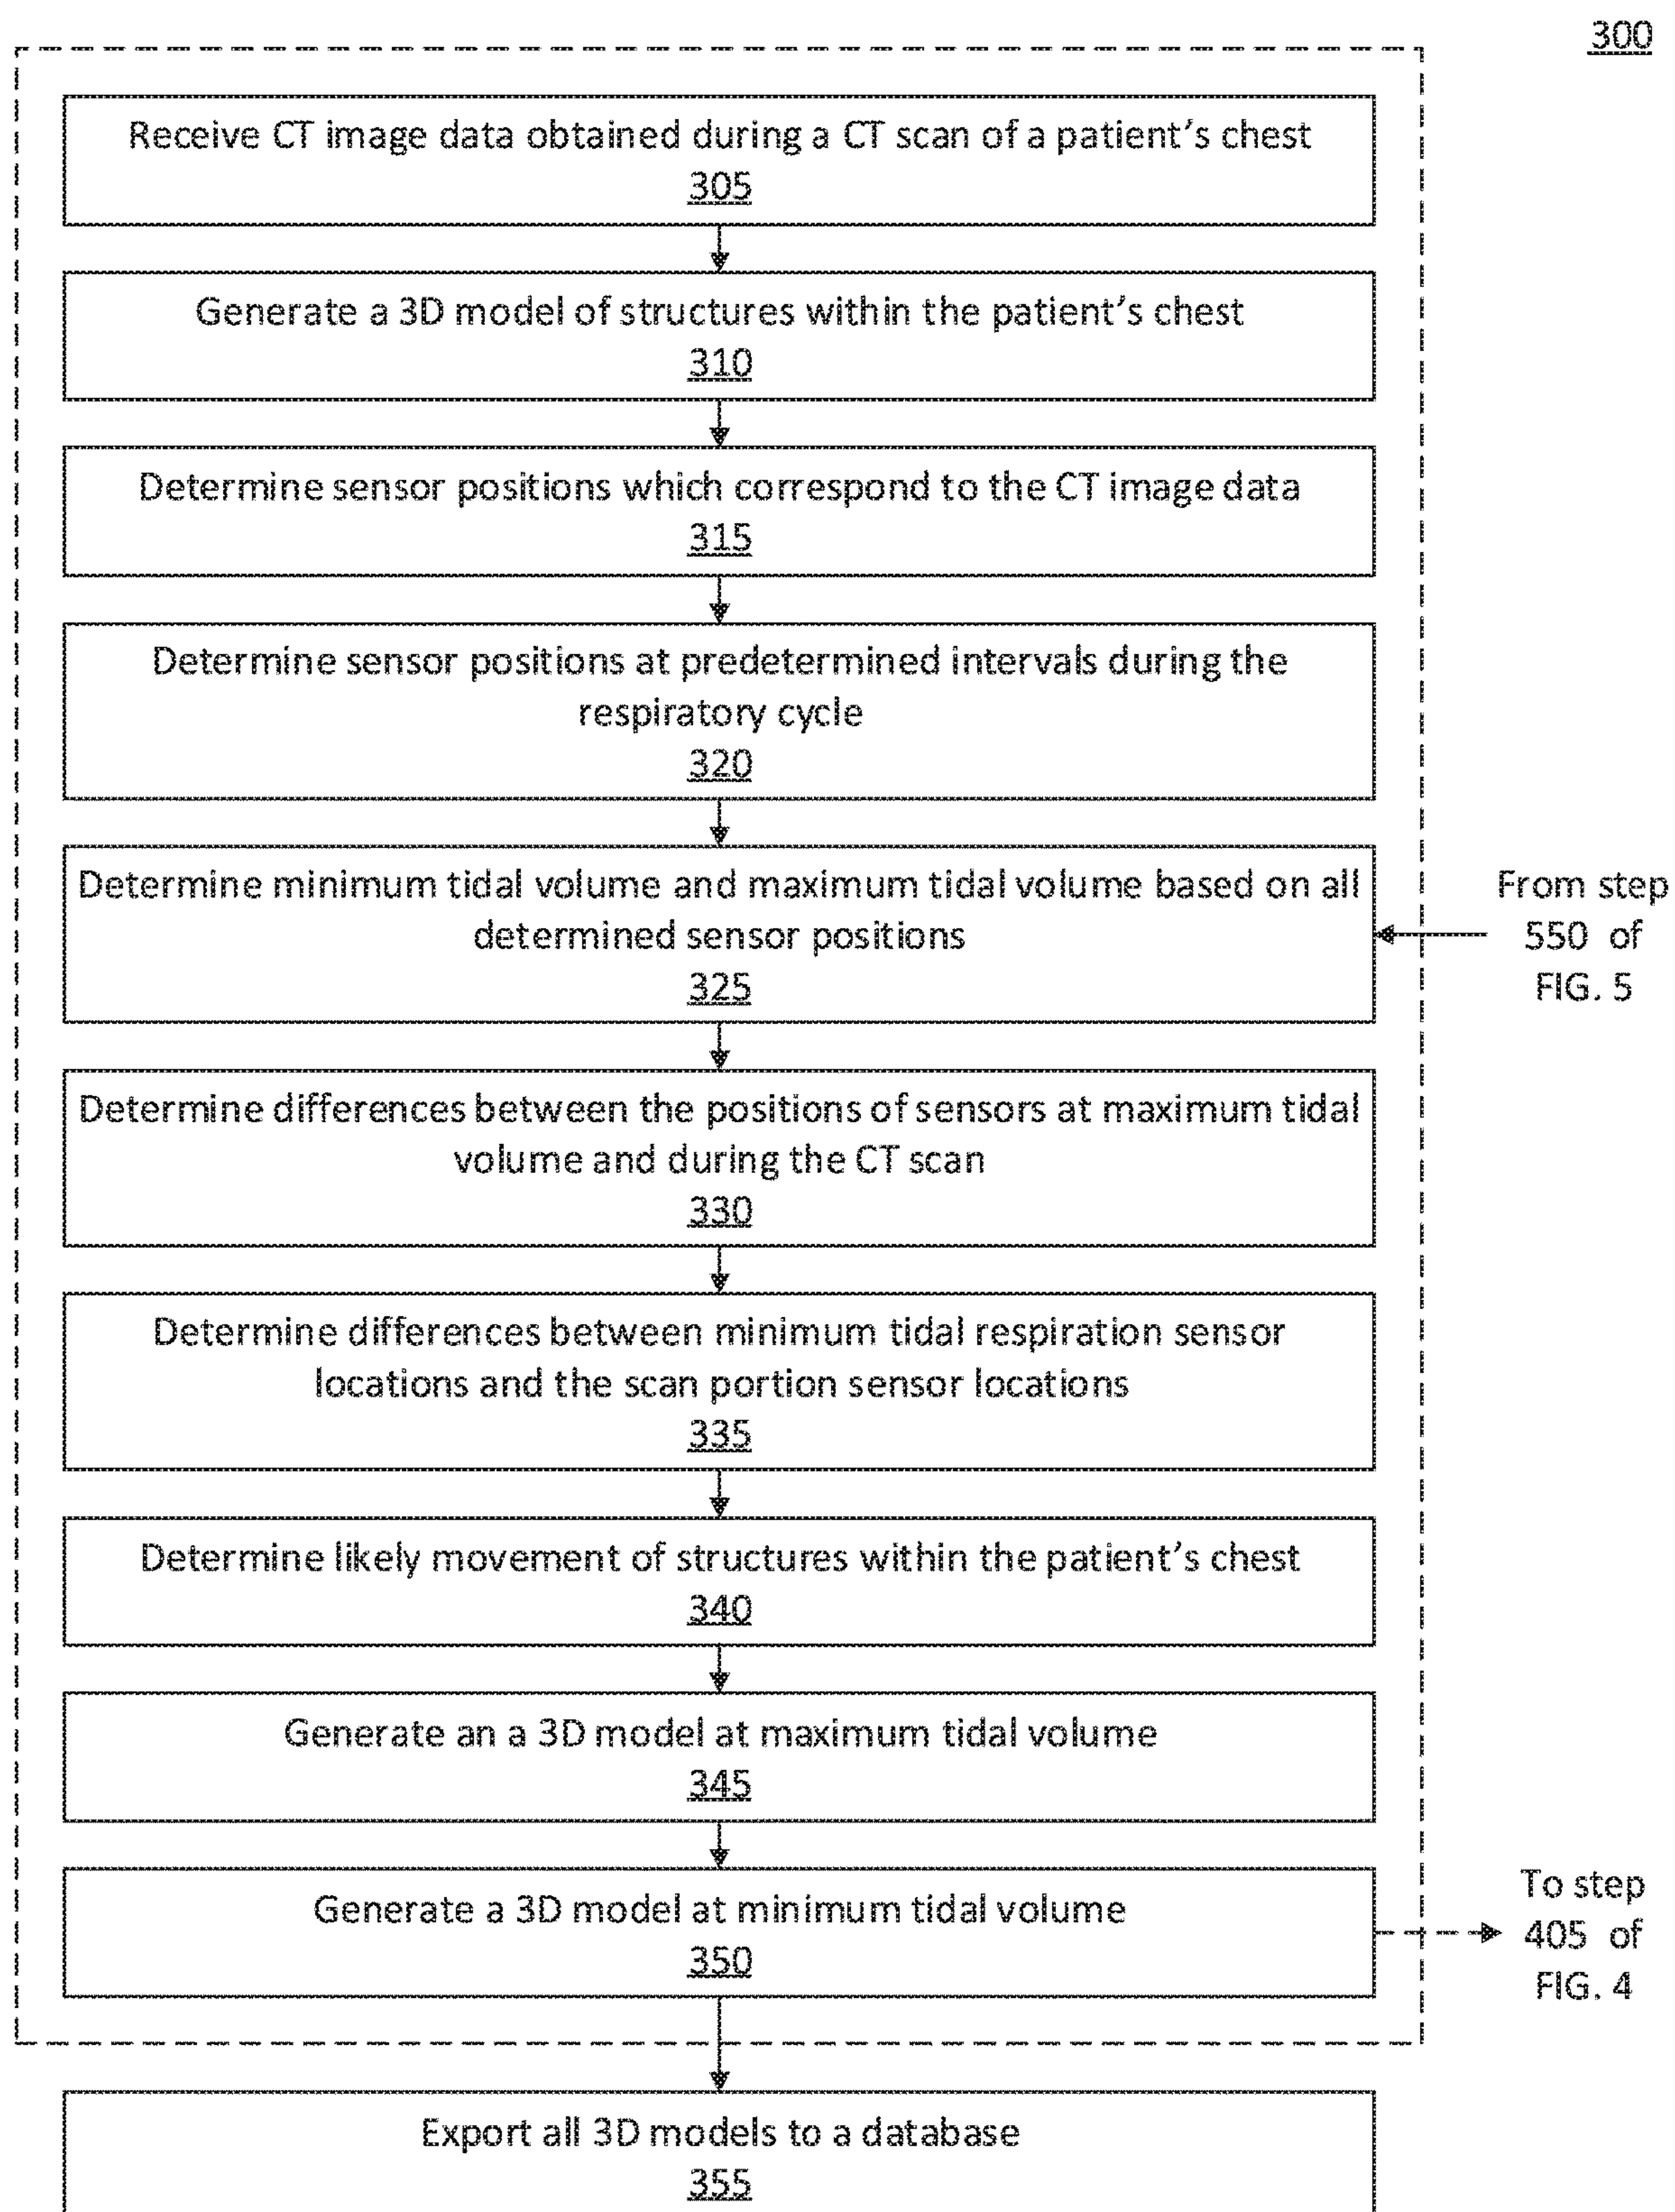 300
Receive CT image data obtained during a CT scan of a patient's chest
305
Generate a 3D model of structures within the patient's chest
310
Determine sensor positions which correspond to the CT image data
315
Determine sensor positions at predetermined intervals during the
respiratory cycle
320
Determine minimum tidal volume and maximum tidal volume based on all
determined sensor positions
325
From step
550 of
FIG. 5
Determine differences between the positions of sensors at maximum tidal
volume and during the CT scan
330
Determine differences between minimum tidal respiration sensor
locations and the scan portion sensor locations
335
Determine likely movement of structures within the patient's chest
340
Generate an a 3D model at maximum tidal volume
345
Generate a 3D model at minimum tidal volume
350
To step
405 of
FIG. 4
Export all 3D models to a database
355